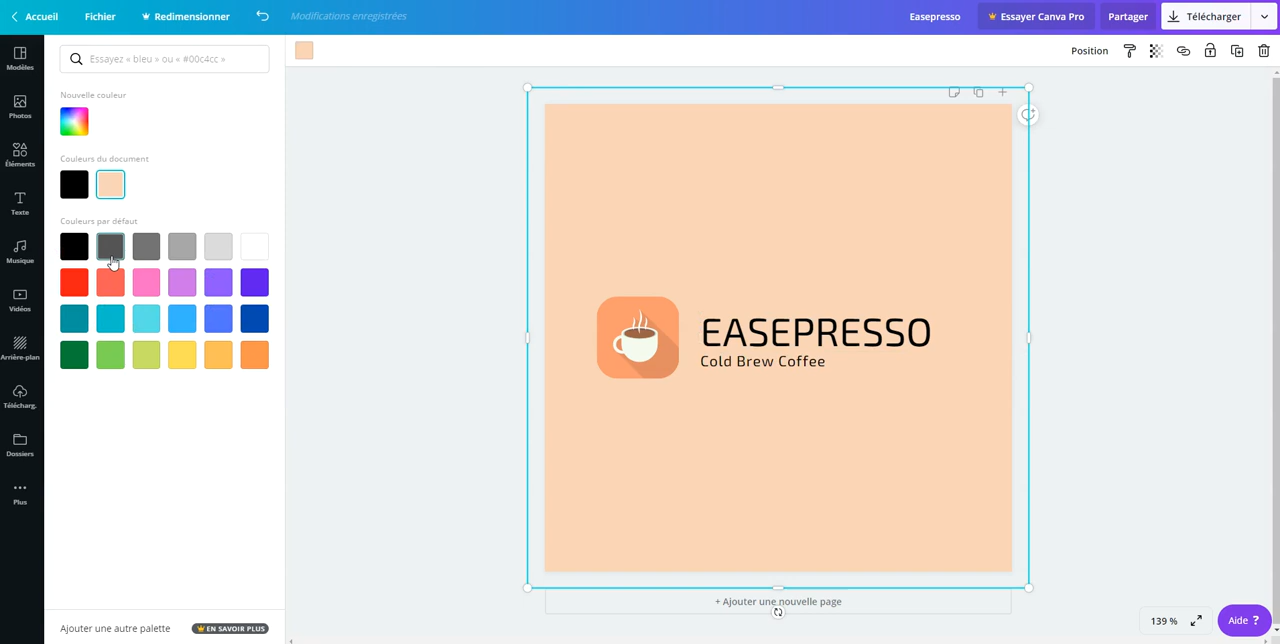 Accueil Fichier Redimensionner Modifications enregistrées Easepresso Essayer Canva Pro Partager Télécharger
Essayez « bleu » ou « #00c4cc »
Position
Modèles
Nouvelle couleur
Photos
Couleurs du document
Éléments
Texte
Couleurs par défaut
Musique
Vidéos
Arrière-plan
Télécharg.
Dossiers
Plus
EASEPRESSO
Cold Brew Coffee
+ Ajouter une nouvelle page
Ajouter une autre palette EN SAVOIR PLUS
139 %
Aide ?